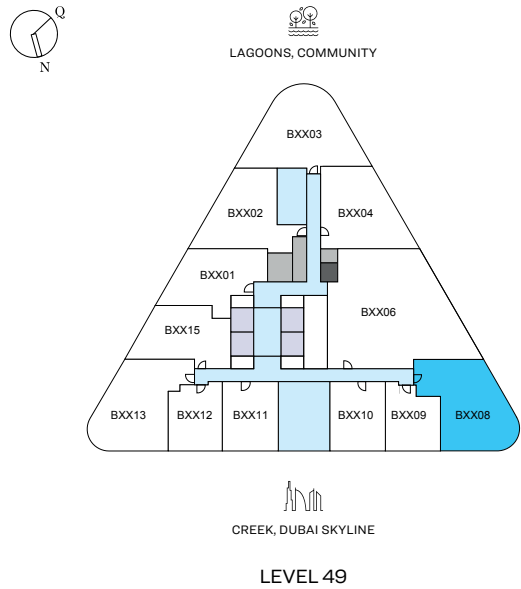 Q
N
LAGOONS, COMMUNITY
BXX03
BXX02
BXX04
BXX01
BXX06
BXX15
BXX13
BXX12
BXX11
BXX10
BXX09
BXX08
CREEK, DUBAI SKYLINE
LEVEL 49